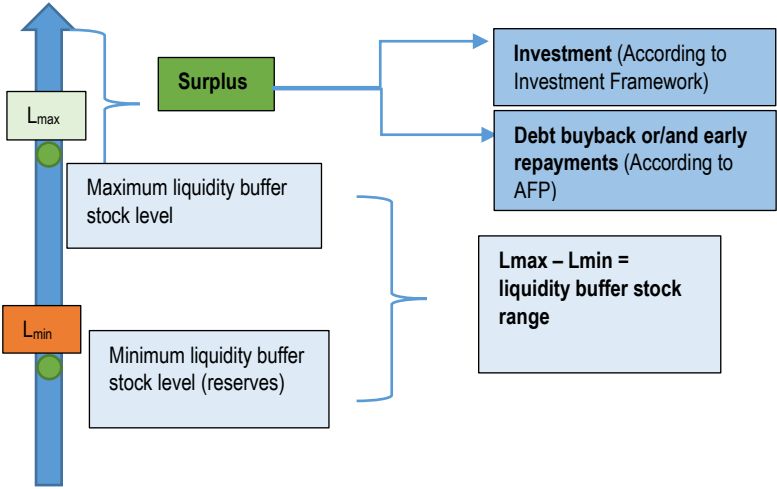 Surplus
Investment (According to
Investment Framework)
Lmax
Debt buyback or/and early
repayments (According to
AFP)
Maximum liquidity buffer
stock level
Lmax – Lmin =
liquidity buffer stock
range
Lmin
Minimum liquidity buffer
stock level (reserves)